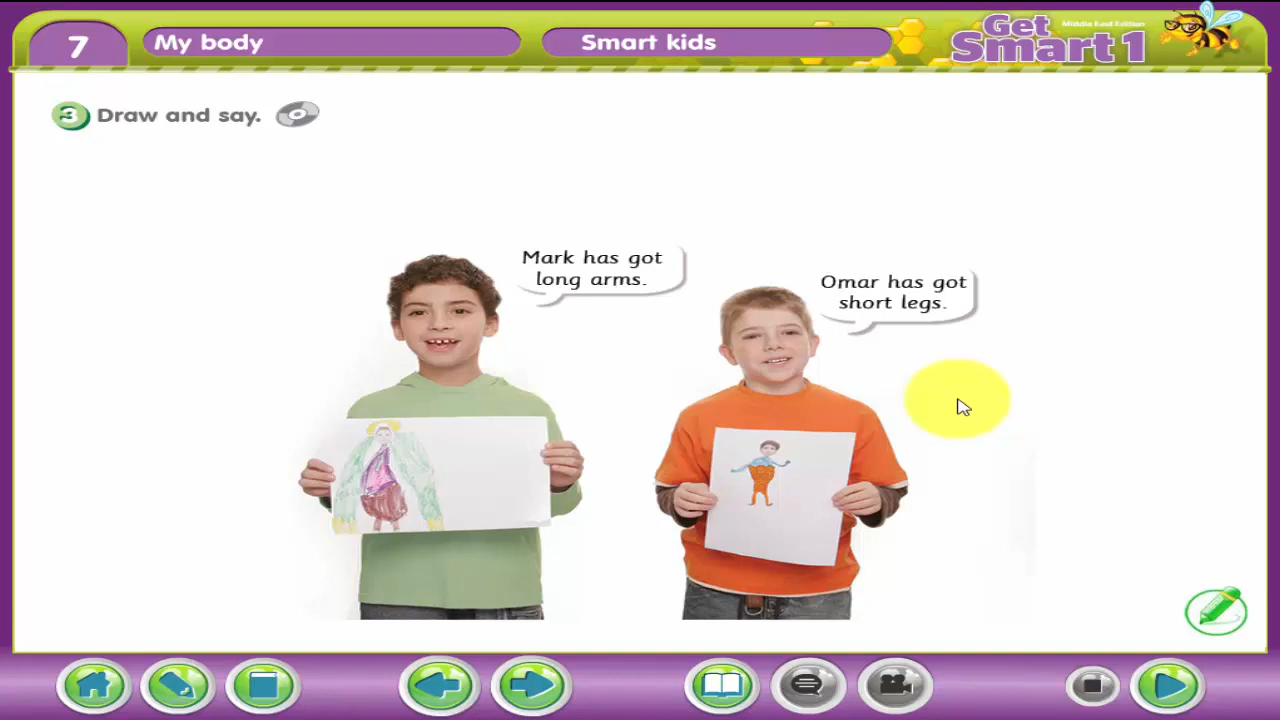 7
My body
Smart kids
Get
Middle East Edition
Smart 1
3 Draw and say.
Mark has got
long arms.
Omar has got
short legs.